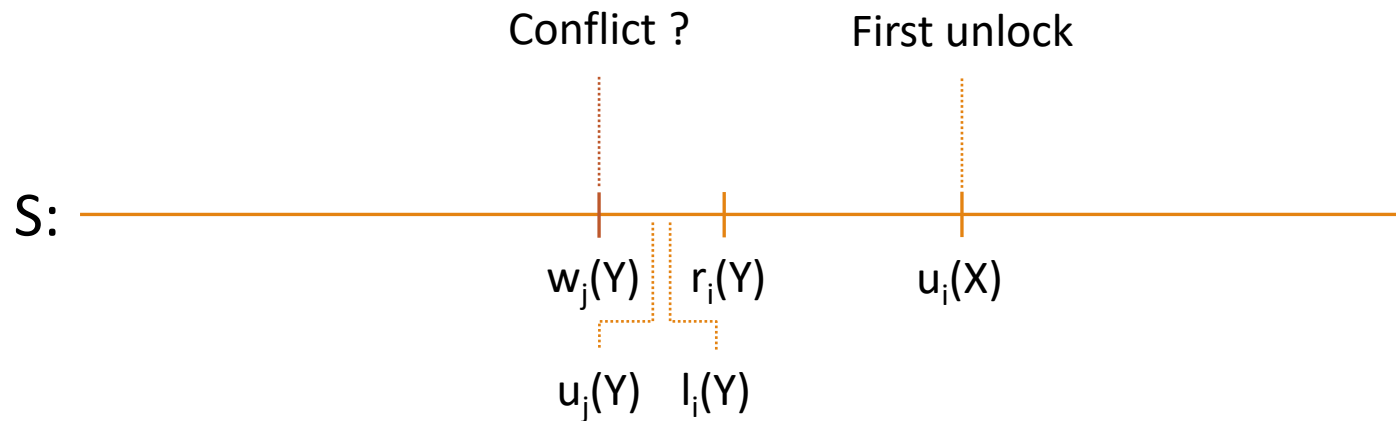 Conflict ? First unlock
S:
wⱼ(Y) rᵢ(Y) uᵢ(X)
uⱼ(Y) lᵢ(Y)